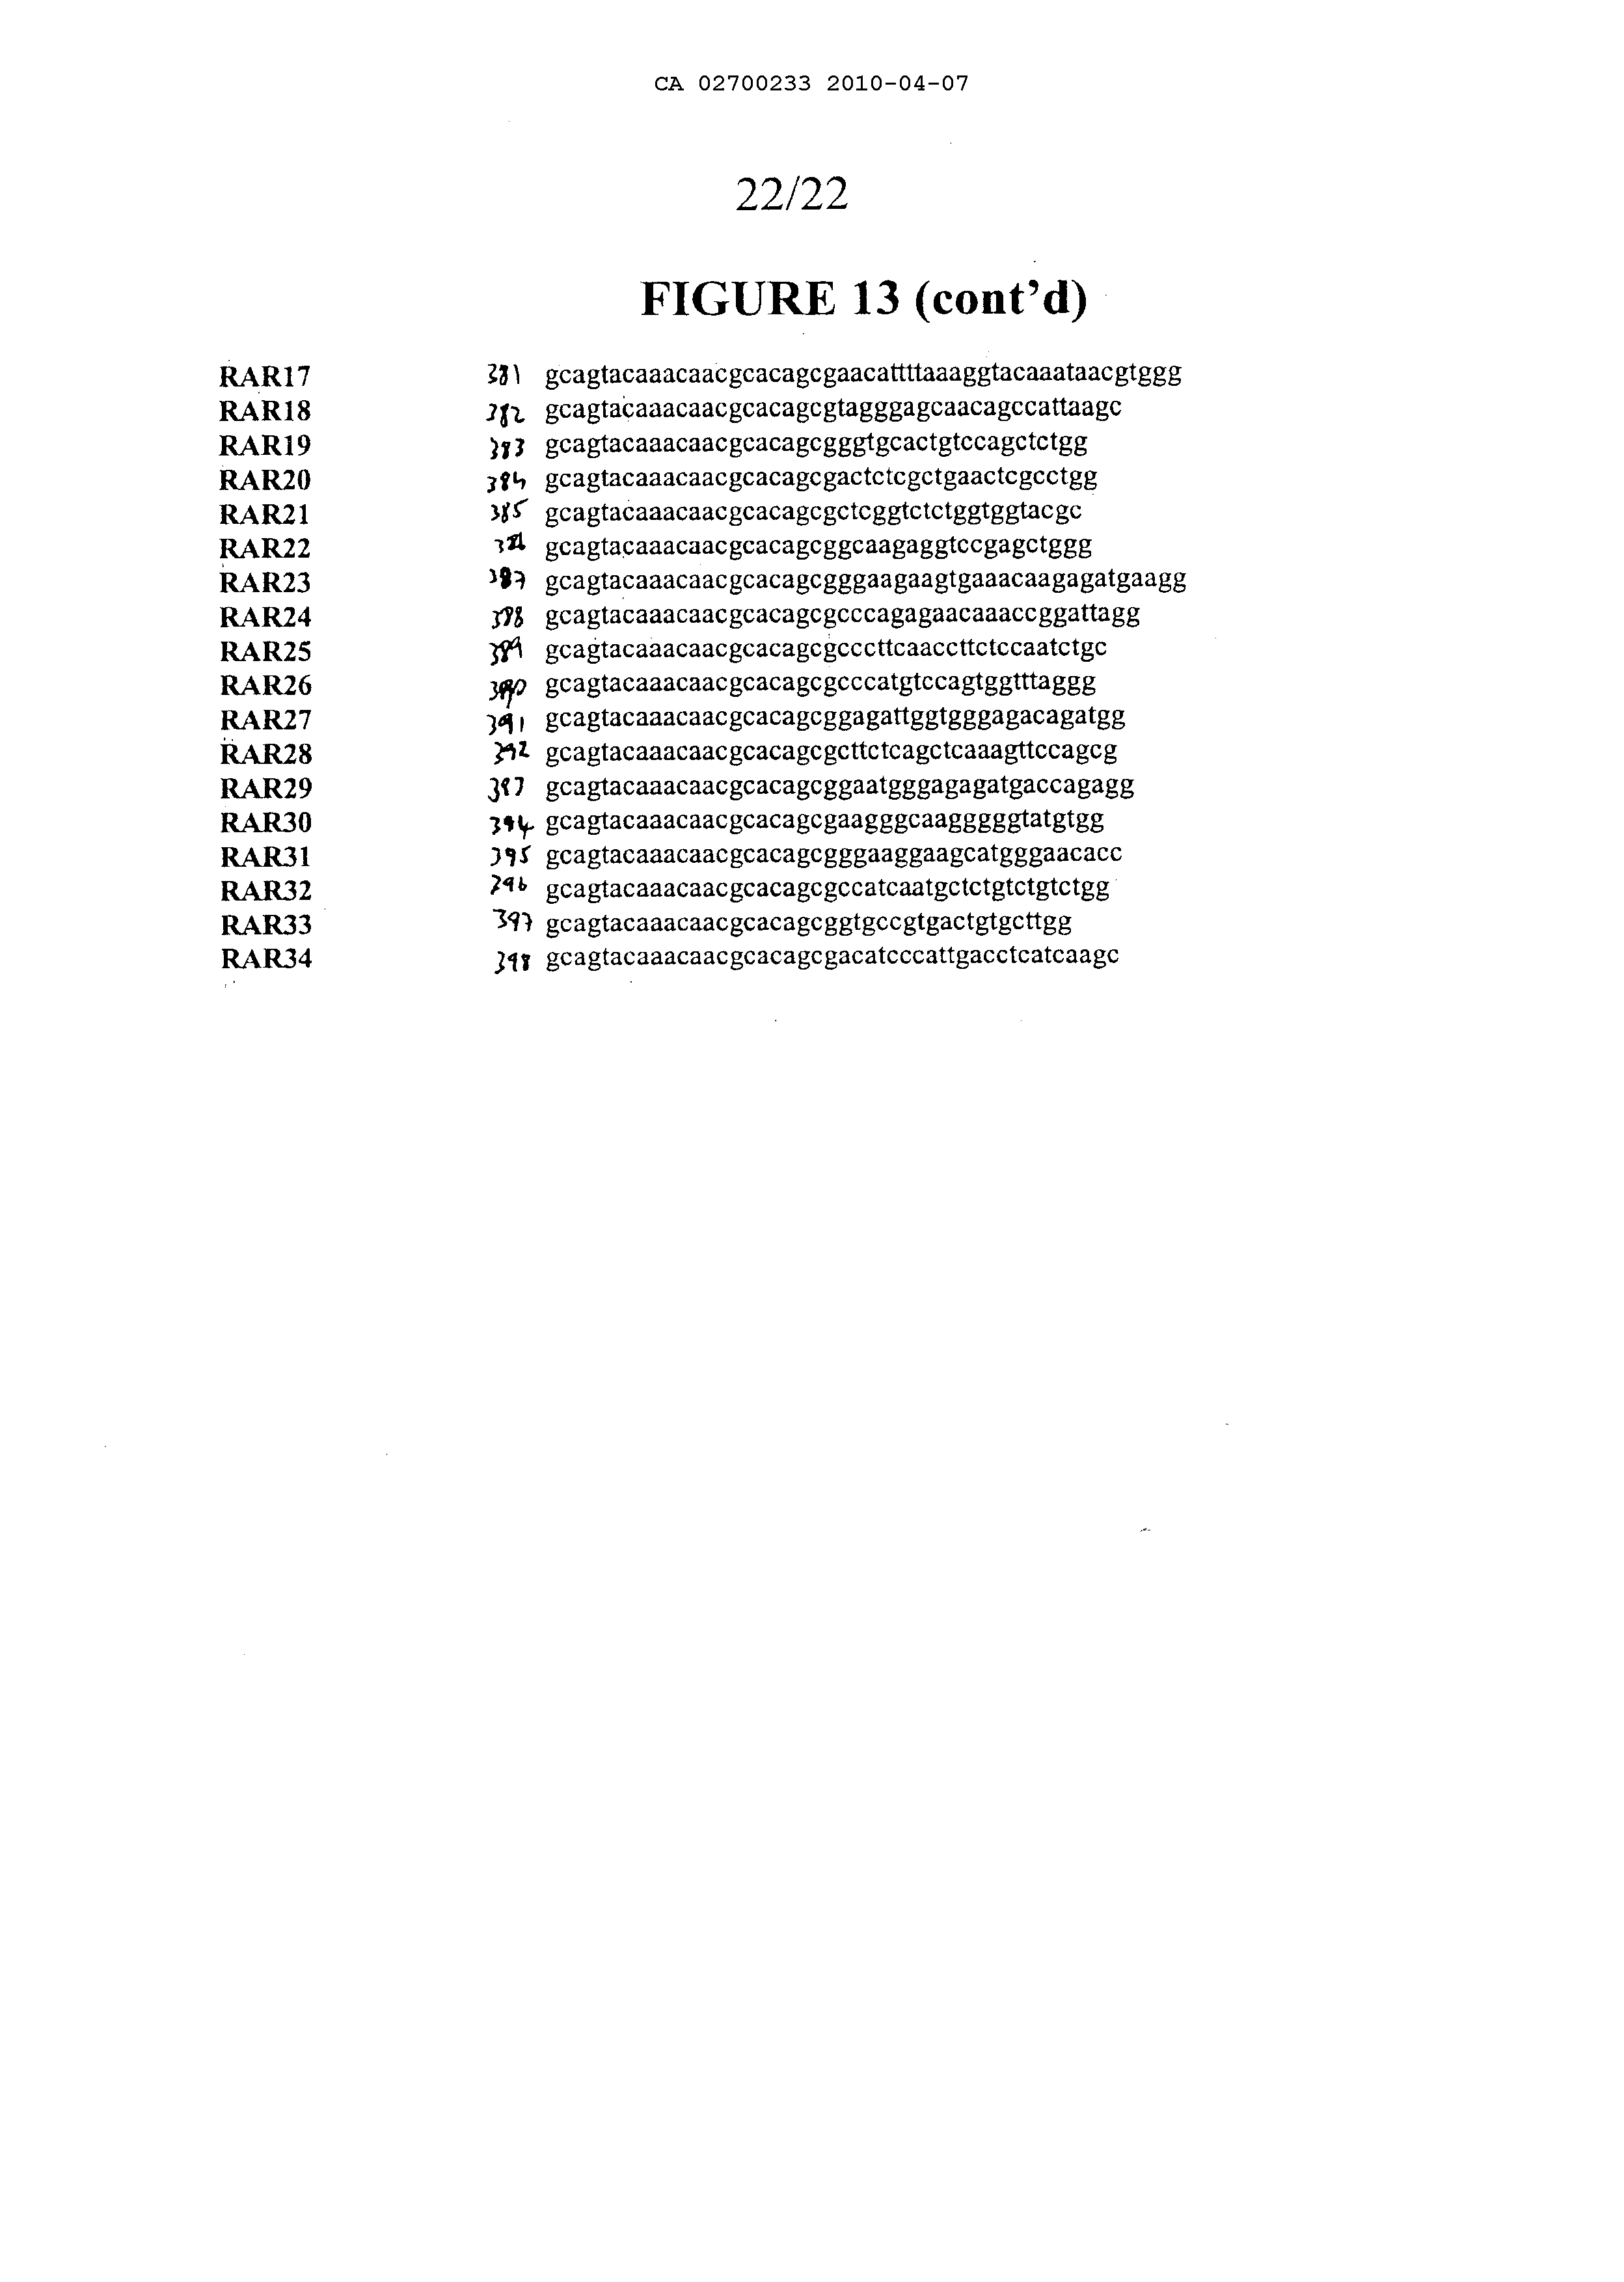 CA 02700233 2010-04-07
22/22
FIGURE 13 (cont'd)
RAR17 381 gcagtacaaacaacgcacagcgaacattttaaaggtacaaataacgtggg
RAR18 382 gcagtacaaacaacgcacagcgtagggagcaacagccattaagc
RAR19 383 gcagtacaaacaacgcacagcgggtgcactgtccagctctgg
RAR20 384 gcagtacaaacaacgcacagcgactctcgctgaactcgcctgg
RAR21 385 gcagtacaaacaacgcacagcgctcggtctctggtggtacgc
RAR22 gcagtacaaacaacgcacagcggcaagaggtccgagctggg
RAR23 387 gcagtacaaacaacgcacagcgggaagaagtgaaacaagagatgaagg
RAR24 388 gcagtacaaacaacgcacagcgcccagagaacaaaccggattagg
RAR25 389 gcagtacaaacaacgcacagcgcccttcaaccttctccaatctgc
RAR26 390 gcagtacaaacaacgcacagcgcccatgtccagtggtttaggg
RAR27 391 gcagtacaaacaacgcacagcggagattggtgggagacagatgg
RAR28 392 gcagtacaaacaacgcacagcgcttctcagctcaaagttccagcg
RAR29 393 gcagtacaaacaacgcacagcggaatgggagagatgaccagagg
RAR30 394 gcagtacaaacaacgcacagcgaagggcaagggggtatgtgg
RAR31 395 gcagtacaaacaacgcacagcgggaaggaagcatgggaacacc
RAR32 396 gcagtacaaacaacgcacagcgccatcaatgctctgtctgtctgg
RAR33 397 gcagtacaaacaacgcacagcggtgccgtgactgtgcttgg
RAR34 398 gcagtacaaacaacgcacagcgacatcccattgacctcatcaagc